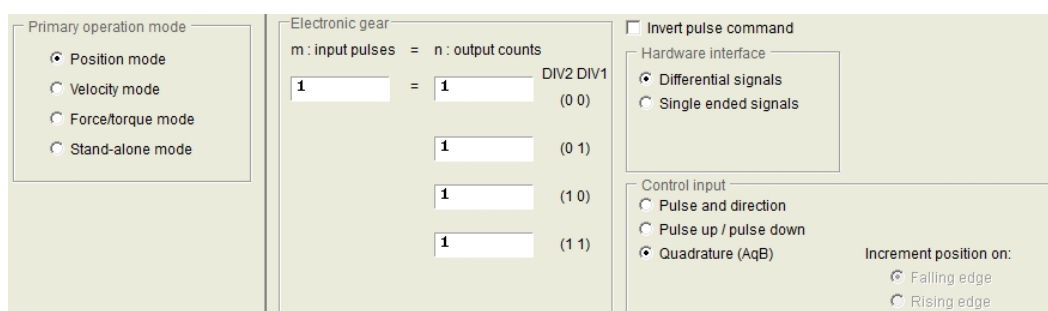 Primary operation mode
Position mode
Velocity mode
Force/torque mode
Stand-alone mode
Electronic gear
m : input pulses = n : output counts
DIV2 DIV1
1 = 1 (0 0)
1 (0 1)
1 (1 0)
1 (1 1)
Invert pulse command
Hardware interface
Differential signals
Single ended signals
Control input
Pulse and direction
Pulse up / pulse down
Quadrature (AqB)
Increment position on:
Falling edge
Rising edge